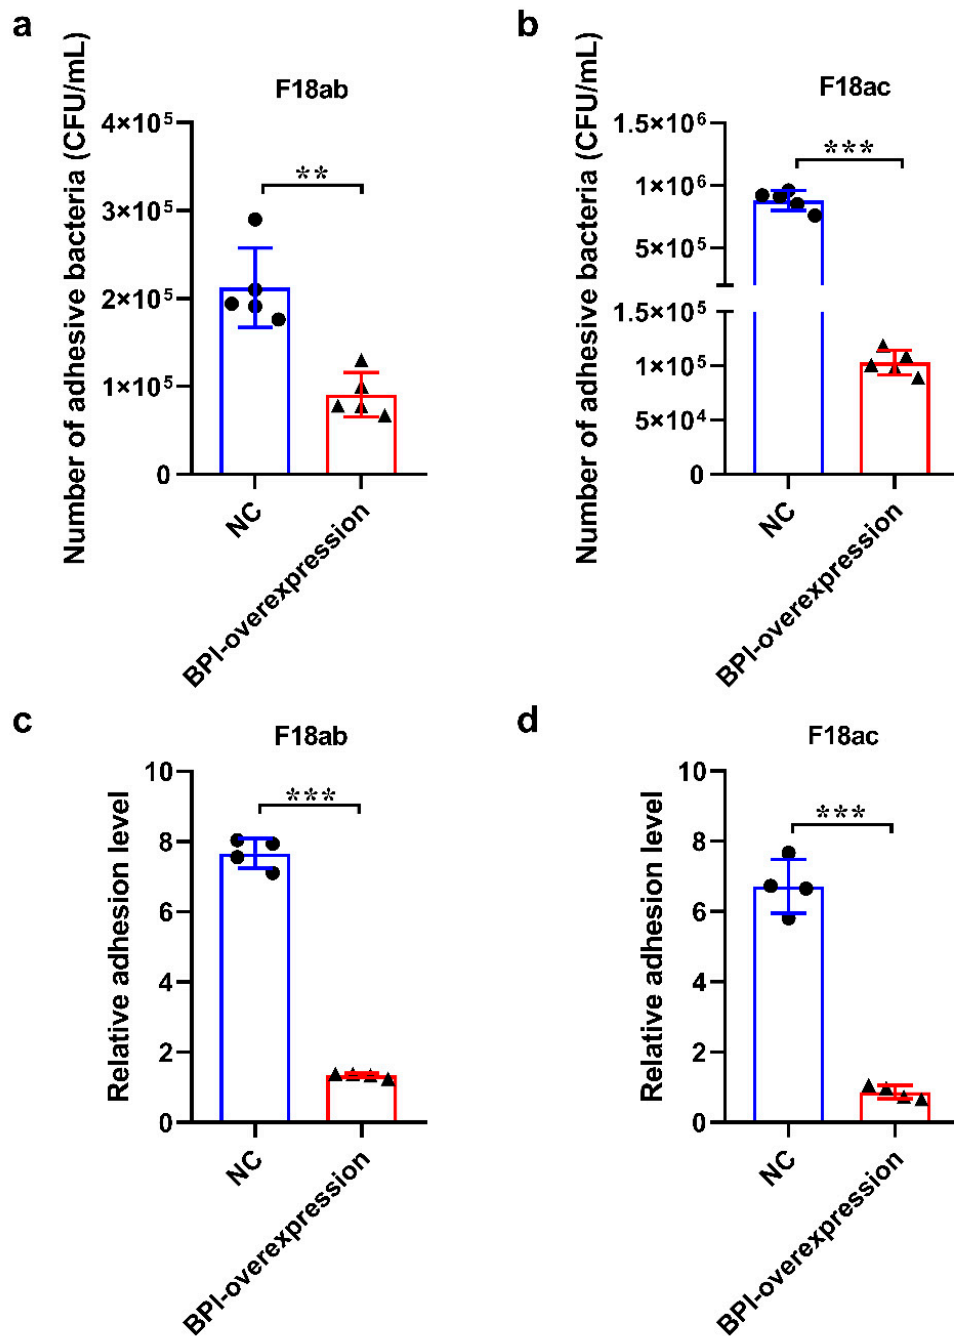 a
F18ab
Number of adhesive bacteria (CFU/mL)
4×10⁵
3×10⁵
2×10⁵
1×10⁵
0
**
NC
BPI-overexpression
b
F18ac
Number of adhesive bacteria (CFU/mL)
1.5×10⁶
1×10⁶
5×10⁵
1.5×10⁵
1×10⁵
5×10⁴
0
***
NC
BPI-overexpression
c
F18ab
Relative adhesion level
10
8
6
4
2
0
***
NC
BPI-overexpression
d
F18ac
Relative adhesion level
10
8
6
4
2
0
***
NC
BPI-overexpression